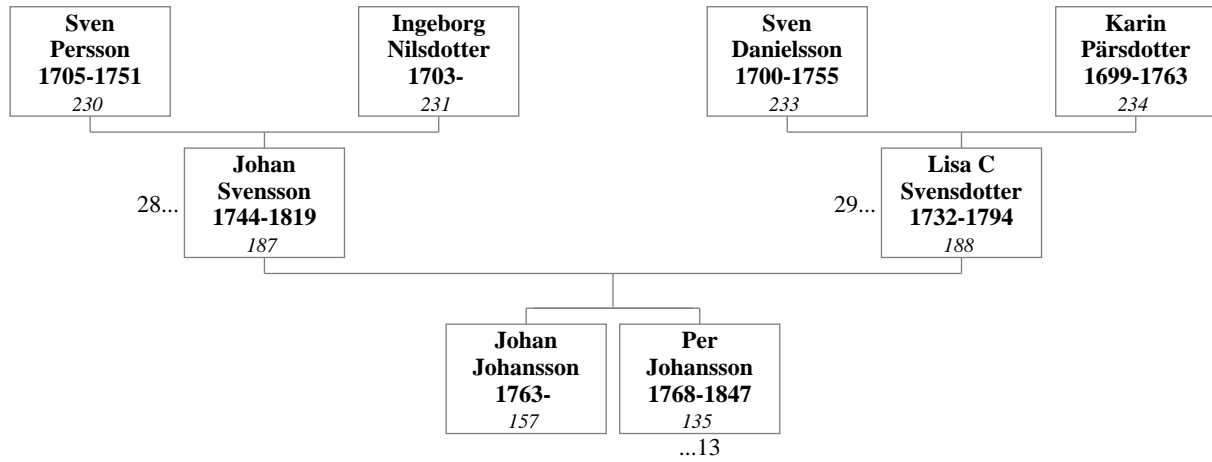 Sven
Persson
1705-1751
230
Ingeborg
Nilsdotter
1703-
231
Sven
Danielsson
1700-1755
233
Karin
Pärsdotter
1699-1763
234
28...
Johan
Svensson
1744-1819
187
29...
Lisa C
Svensdotter
1732-1794
188
Johan
Johansson
1763-
157
Per
Johansson
1768-1847
135
...13